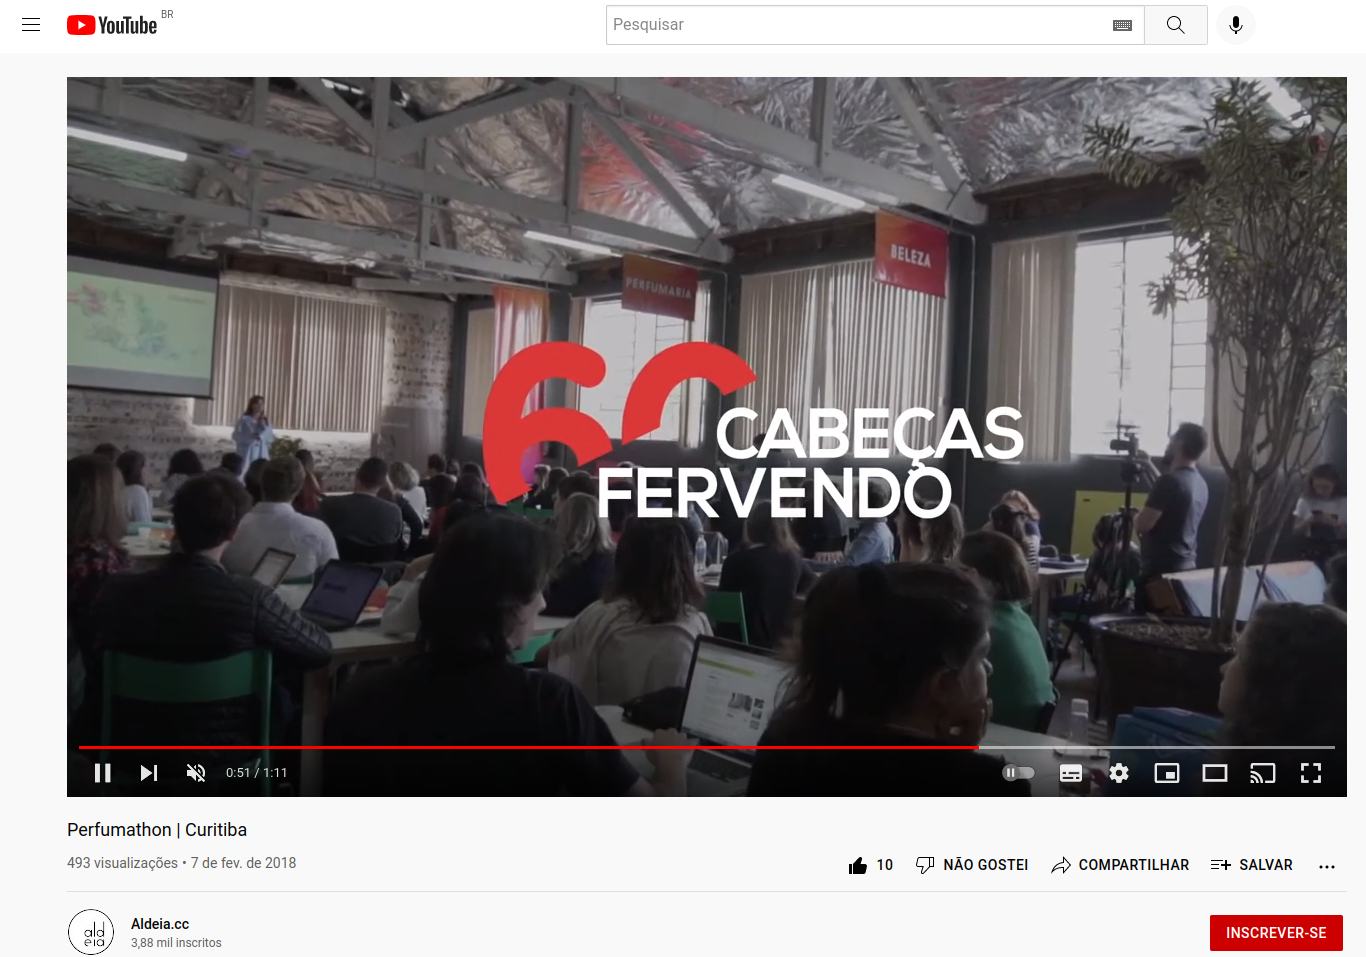 YouTube BR
Pesquisar
BELEZA
PERFUMARIA
60 CABEÇAS
FERVENDO
0:51 / 1:11
Perfumathon | Curitiba
493 visualizações • 7 de fev. de 2018
10 NÃO GOSTEI COMPARTILHAR SALVAR
ald
eia
Aldeia.cc
3,88 mil inscritos
INSCREVER-SE